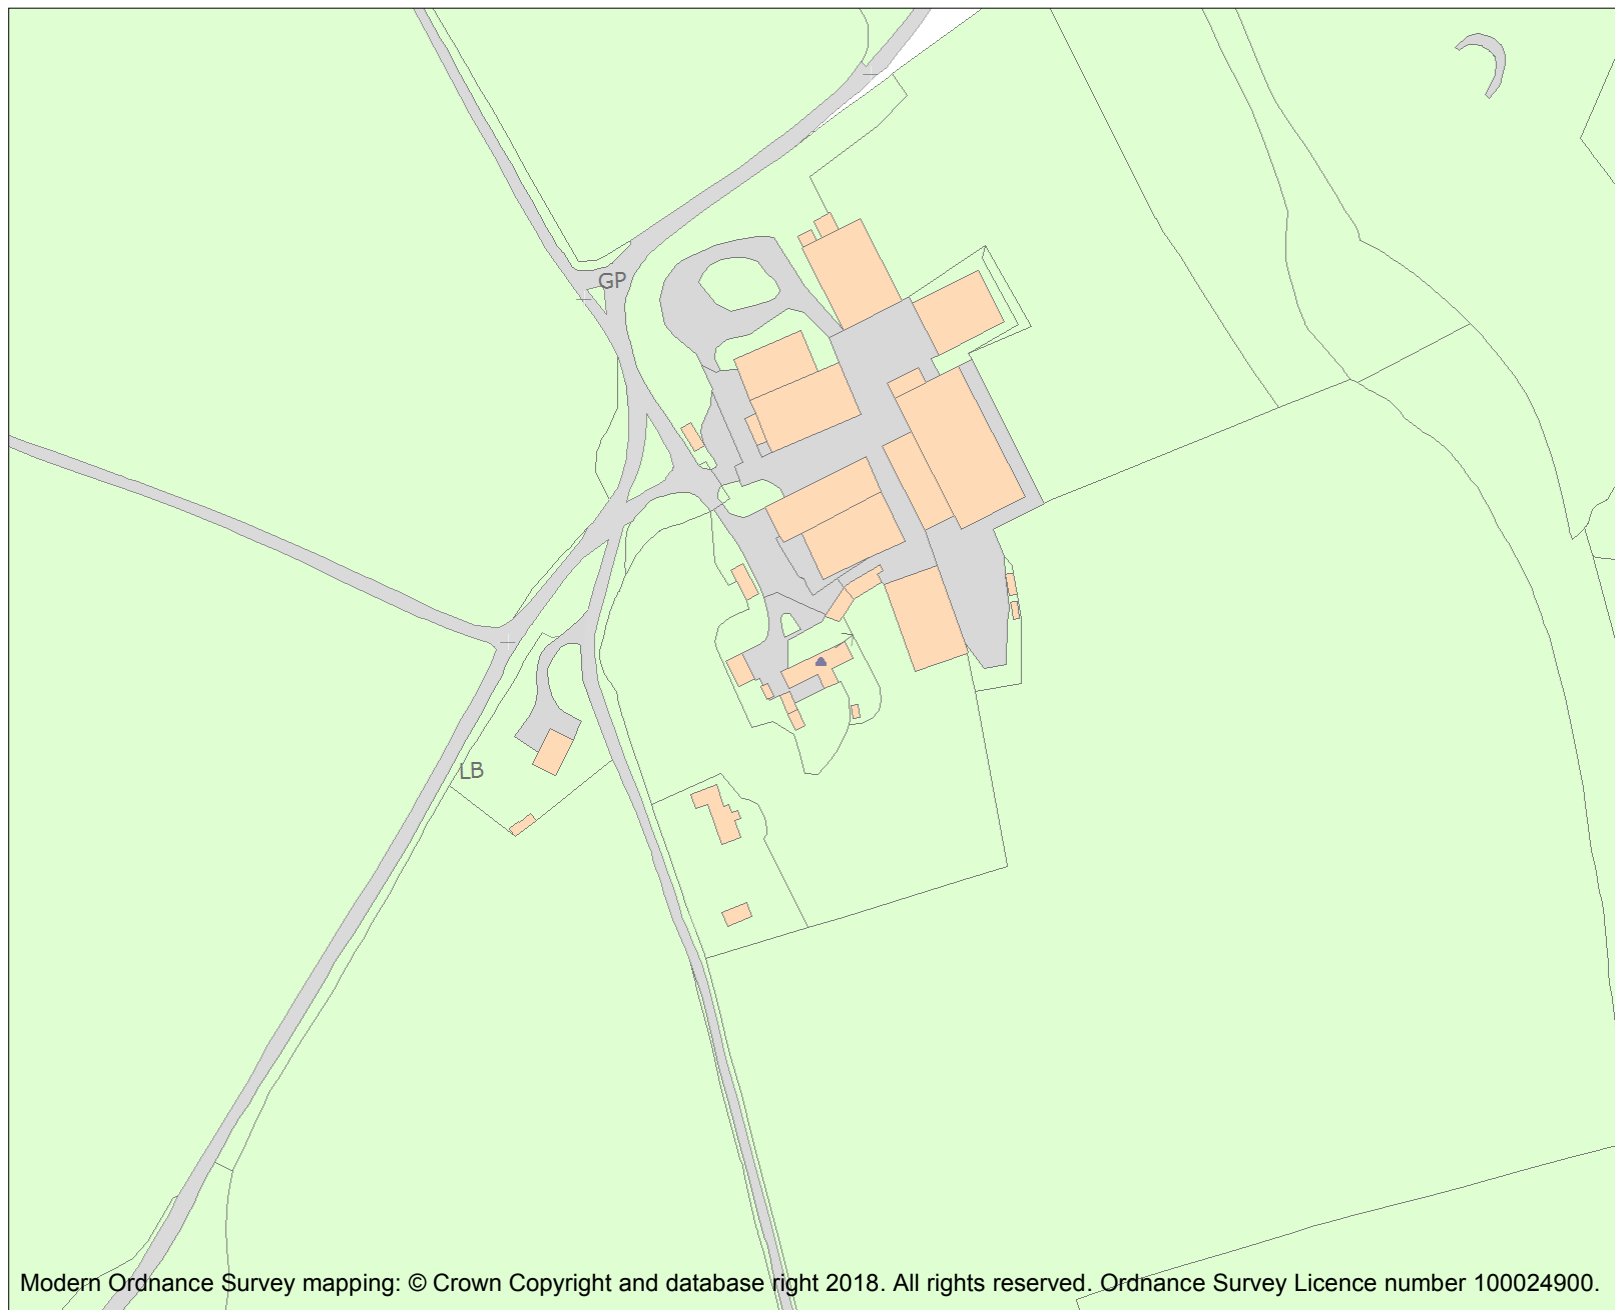 GP
LB
Modern Ordnance Survey mapping: © Crown Copyright and database right 2018. All rights reserved. Ordnance Survey Licence number 100024900.